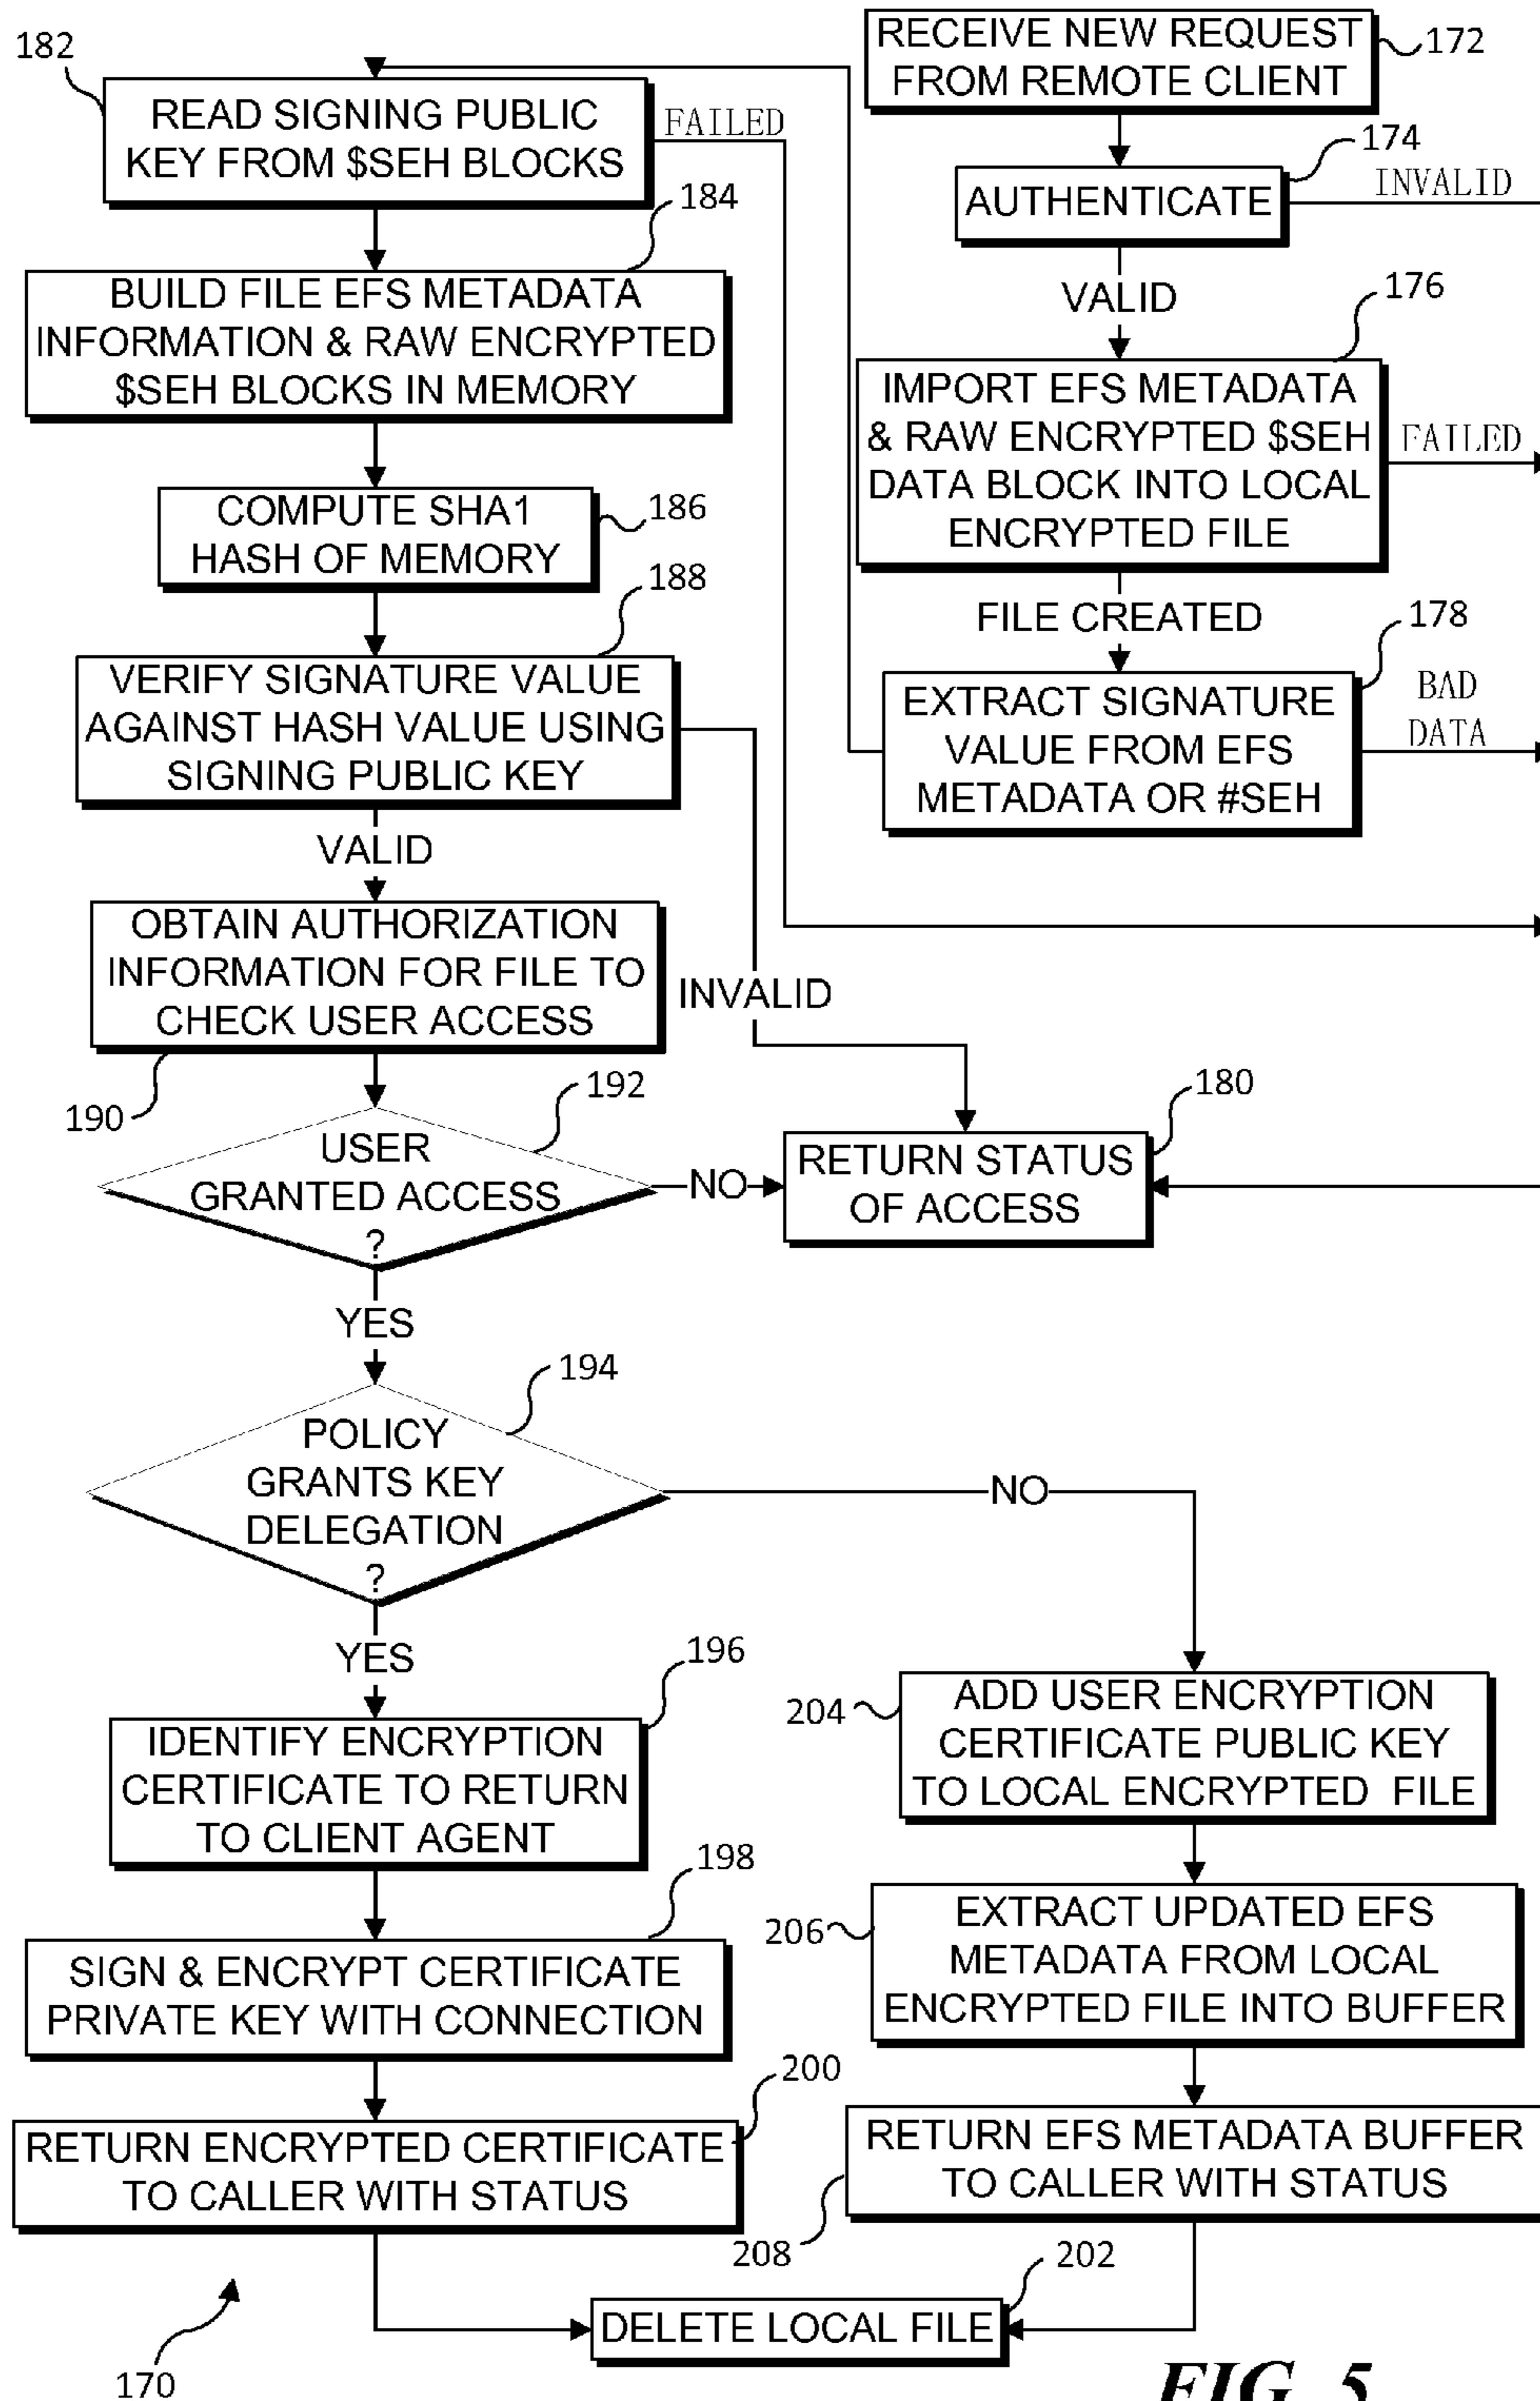 172
RECEIVE NEW REQUEST
FROM REMOTE CLIENT
174
AUTHENTICATE
INVALID
VALID
176
IMPORT EFS METADATA
& RAW ENCRYPTED $SEH
DATA BLOCK INTO LOCAL
ENCRYPTED FILE
FAILED
FILE CREATED
178
EXTRACT SIGNATURE
VALUE FROM EFS
METADATA OR #SEH
BAD
DATA
182
READ SIGNING PUBLIC
KEY FROM $SEH BLOCKS
FAILED
184
BUILD FILE EFS METADATA
INFORMATION & RAW ENCRYPTED
$SEH BLOCKS IN MEMORY
186
COMPUTE SHA1
HASH OF MEMORY
188
VERIFY SIGNATURE VALUE
AGAINST HASH VALUE USING
SIGNING PUBLIC KEY
VALID
INVALID
OBTAIN AUTHORIZATION
INFORMATION FOR FILE TO
CHECK USER ACCESS
190
192
USER
GRANTED ACCESS
?
NO
180
RETURN STATUS
OF ACCESS
YES
194
POLICY
GRANTS KEY
DELEGATION
?
NO
YES
196
IDENTIFY ENCRYPTION
CERTIFICATE TO RETURN
TO CLIENT AGENT
198
SIGN & ENCRYPT CERTIFICATE
PRIVATE KEY WITH CONNECTION
200
RETURN ENCRYPTED CERTIFICATE
TO CALLER WITH STATUS
204
ADD USER ENCRYPTION
CERTIFICATE PUBLIC KEY
TO LOCAL ENCRYPTED FILE
206
EXTRACT UPDATED EFS
METADATA FROM LOCAL
ENCRYPTED FILE INTO BUFFER
RETURN EFS METADATA BUFFER
TO CALLER WITH STATUS
208
202
DELETE LOCAL FILE
170
FIG. 5